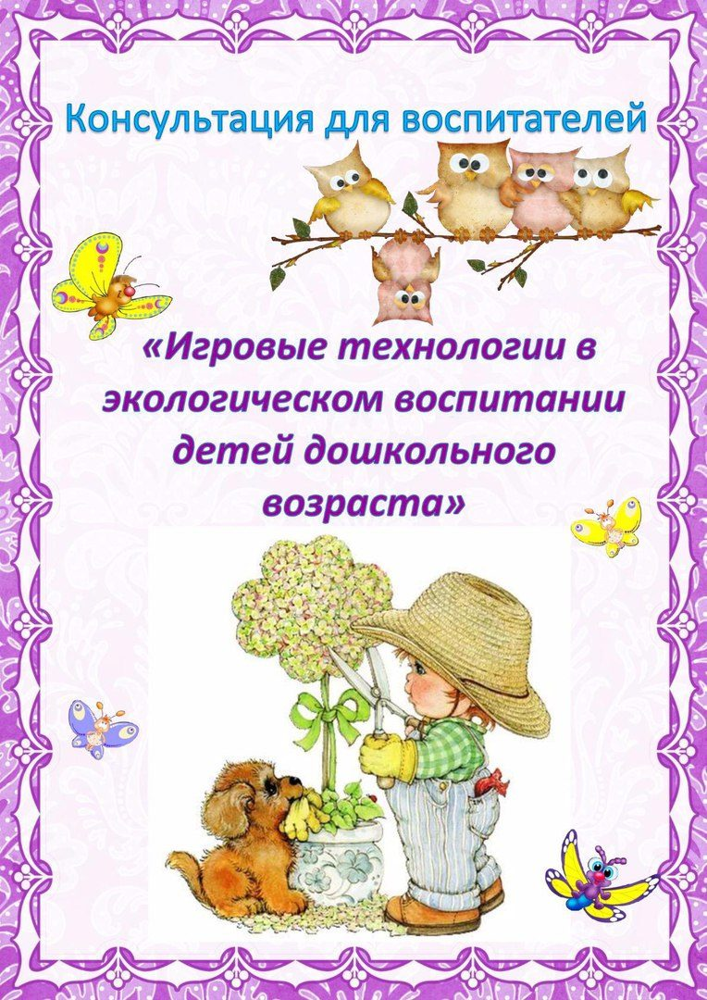 Консультация для воспитателей
«Игровые технологии в
экологическом воспитании
детей дошкольного
возраста»